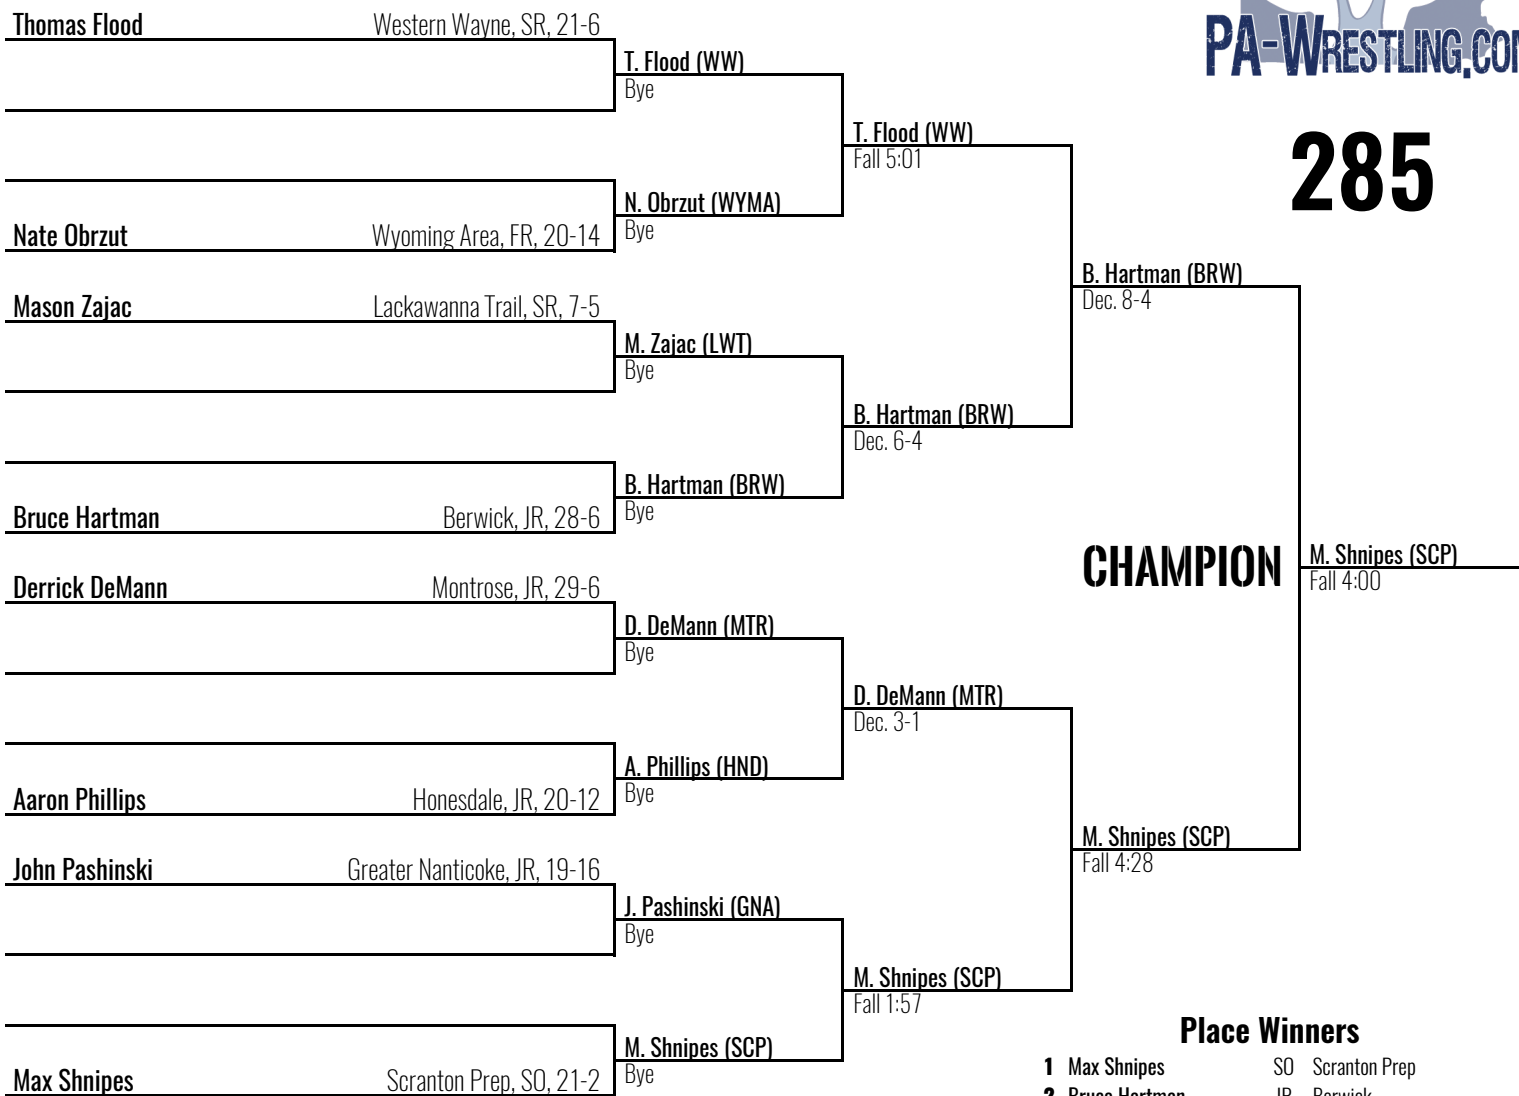 PA-WRESTLING.CO
285
Thomas Flood Western Wayne, SR, 21-6
T. Flood (WW)
Bye
T. Flood (WW)
Fall 5:01
N. Obrzut (WYMA)
Bye
Nate Obrzut Wyoming Area, FR, 20-14
B. Hartman (BRW)
Dec. 8-4
Mason Zajac Lackawanna Trail, SR, 7-5
M. Zajac (LWT)
Bye
B. Hartman (BRW)
Dec. 6-4
B. Hartman (BRW)
Bye
Bruce Hartman Berwick, JR, 28-6
CHAMPION
M. Shnipes (SCP)
Fall 4:00
Derrick DeMann Montrose, JR, 29-6
D. DeMann (MTR)
Bye
D. DeMann (MTR)
Dec. 3-1
A. Phillips (HND)
Bye
Aaron Phillips Honesdale, JR, 20-12
M. Shnipes (SCP)
Fall 4:28
John Pashinski Greater Nanticoke, JR, 19-16
J. Pashinski (GNA)
Bye
M. Shnipes (SCP)
Fall 1:57
M. Shnipes (SCP)
Bye
Max Shnipes Scranton Prep, SO, 21-2
Place Winners
1 Max Shnipes SO Scranton Prep
2 Bruce Hartman JR Berwick